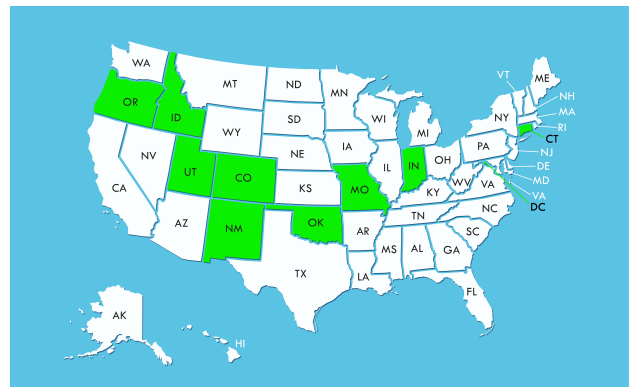 WA
MT
ND
MN
VT
ME
NH
OR
ID
WY
SD
WI
MI
NY
MA
RI
CT
NV
UT
CO
NE
IA
IL
IN
OH
PA
NJ
DE
MD
VA
DC
CA
KS
MO
KY
WV
VA
AZ
NM
OK
AR
TN
NC
SC
TX
LA
MS
AL
GA
FL
AK
HI